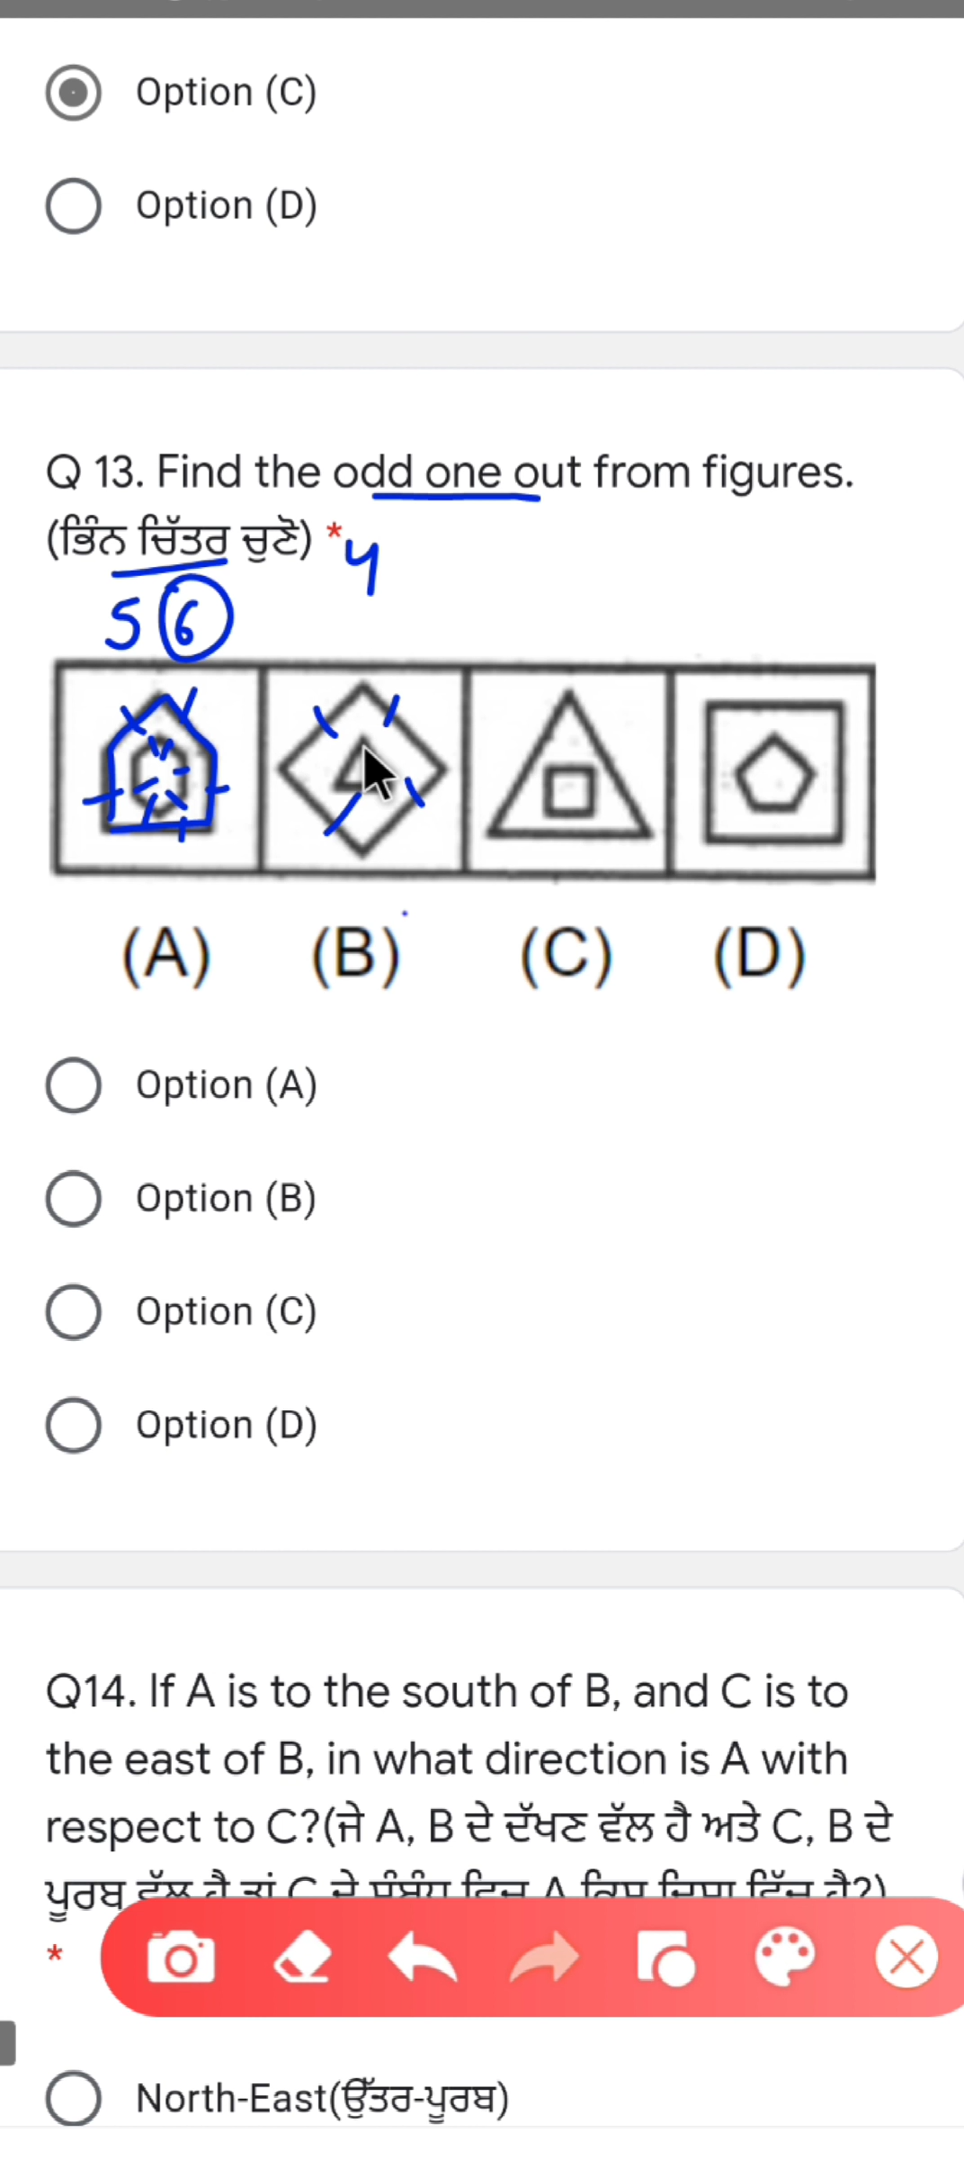 Option (C)
Option (D)
Q 13. Find the odd one out from figures.
(ਭਿੰਨ ਚਿੱਤਰ ਚੁਣੋ) *
4
5 6
(A) (B) (C) (D)
Option (A)
Option (B)
Option (C)
Option (D)
Q14. If A is to the south of B, and C is to
the east of B, in what direction is A with
respect to C?(ਜੇ A, B ਦੇ ਦੱਖਣ ਵੱਲ ਹੈ ਅਤੇ C, B ਦੇ
ਪੂਰਬ ਵੱਲ ਹੈ ਤਾਂ C ਦੇ ਸੰਬੰਧ ਵਿਚ A ਕਿਸ ਦਿਸ਼ਾ ਵਿੱਚ ਹੈ?)
*
North-East(ਉੱਤਰ-ਪੂਰਬ)